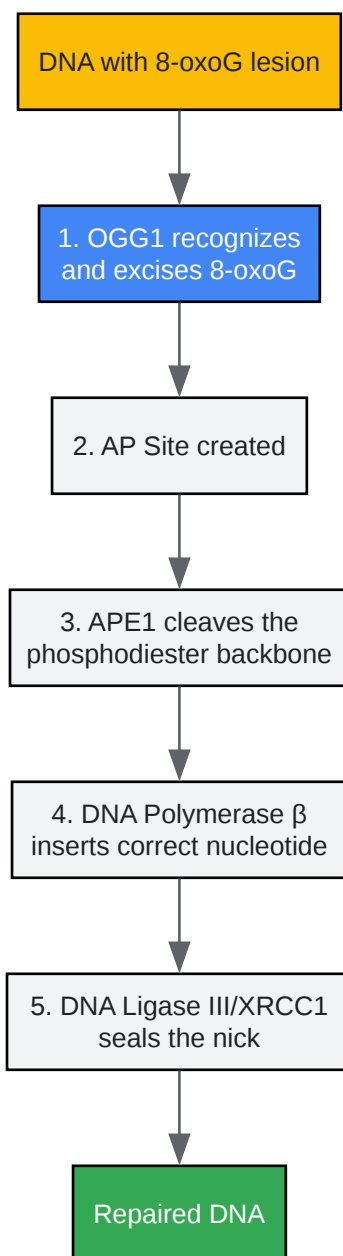 DNA with 8-oxoG lesion
1. OGG1 recognizes
and excises 8-oxoG
2. AP Site created
3. APE1 cleaves the
phosphodiester backbone
4. DNA Polymerase β
inserts correct nucleotide
5. DNA Ligase III/XRCC1
seals the nick
Repaired DNA